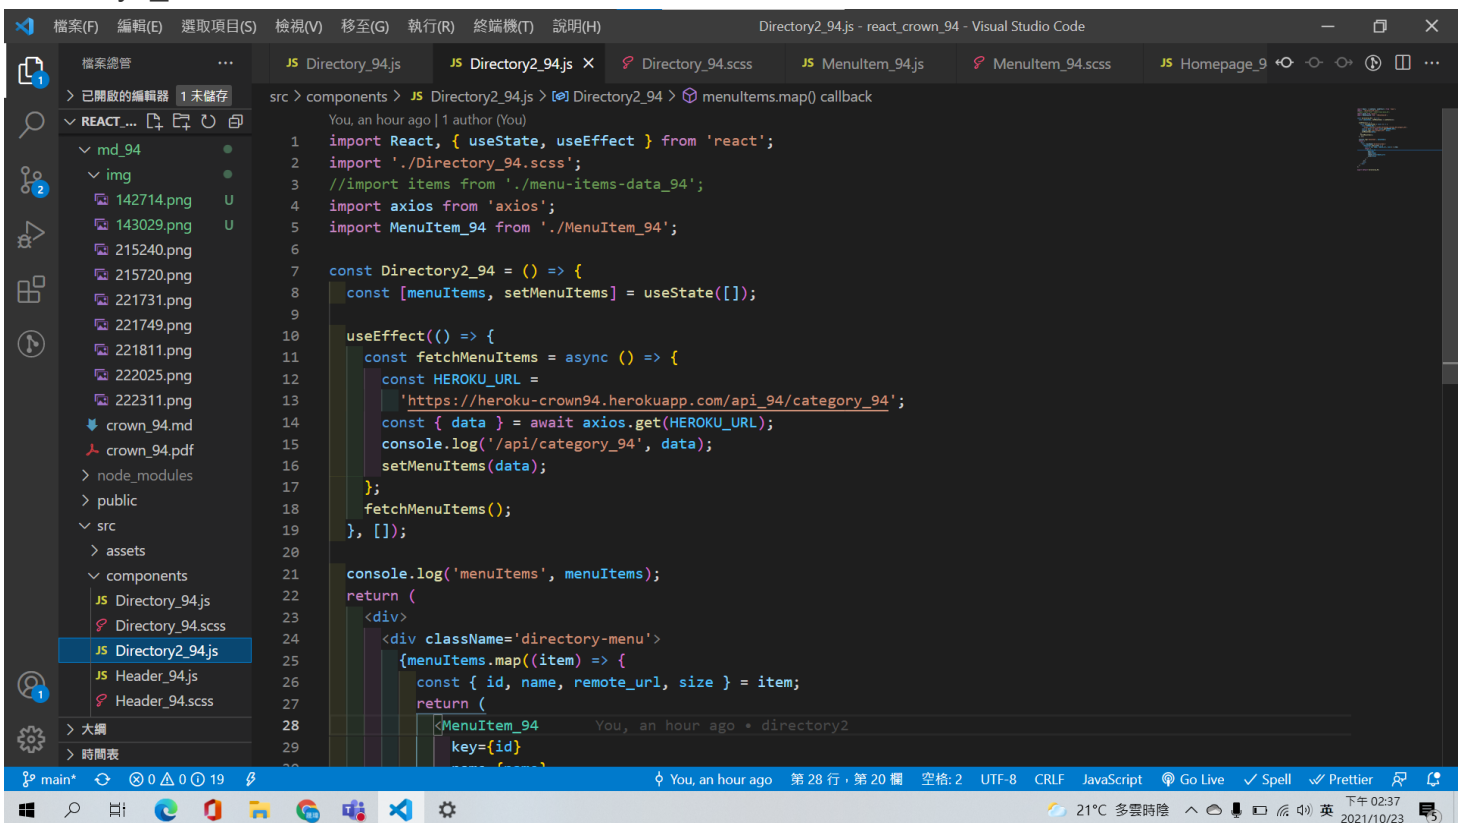 檔案(F) 編輯(E) 選取項目(S) 檢視(V) 移至(G) 執行(R) 終端機(T) 說明(H) Directory2_94.js - react_crown_94 - Visual Studio Code
檔案總管
JS Directory_94.js JS Directory2_94.js Directory_94.scss JS MenuItem_94.js MenuItem_94.scss JS Homepage_9
已開啟的編輯器 1 未儲存
src > components > JS Directory2_94.js > Directory2_94 > menuItems.map() callback
REACT_...
md_94
img
142714.png U
143029.png U
215240.png
215720.png
221731.png
221749.png
221811.png
222025.png
222311.png
crown_94.md
crown_94.pdf
node_modules
public
src
assets
components
JS Directory_94.js
Directory_94.scss
JS Directory2_94.js
JS Header_94.js
Header_94.scss
大綱
時間表
1
2
1
You, an hour ago | 1 author (You)
1 import React, { useState, useEffect } from 'react';
2 import './Directory_94.scss';
3 //import items from './menu-items-data_94';
4 import axios from 'axios';
5 import MenuItem_94 from './MenuItem_94';
6
7 const Directory2_94 = () => {
8 const [menuItems, setMenuItems] = useState([]);
9
10 useEffect(() => {
11 const fetchMenuItems = async () => {
12 const HEROKU_URL =
13 'https://heroku-crown94.herokuapp.com/api_94/category_94';
14 const { data } = await axios.get(HEROKU_URL);
15 console.log('/api/category_94', data);
16 setMenuItems(data);
17 };
18 fetchMenuItems();
19 }, []);
20
21 console.log('menuItems', menuItems);
22 return (
23 <div>
24 <div className='directory-menu'>
25 {menuItems.map((item) => {
26 const { id, name, remote_url, size } = item;
27 return (
28 <MenuItem_94 You, an hour ago • directory2
29 key={id}
main* 0 0 19 You, an hour ago 第 28 行，第 20 欄 空格: 2 UTF-8 CRLF JavaScript Go Live Spell Prettier
21°C 多雲時陰 英 下午 02:37
2021/10/23 5